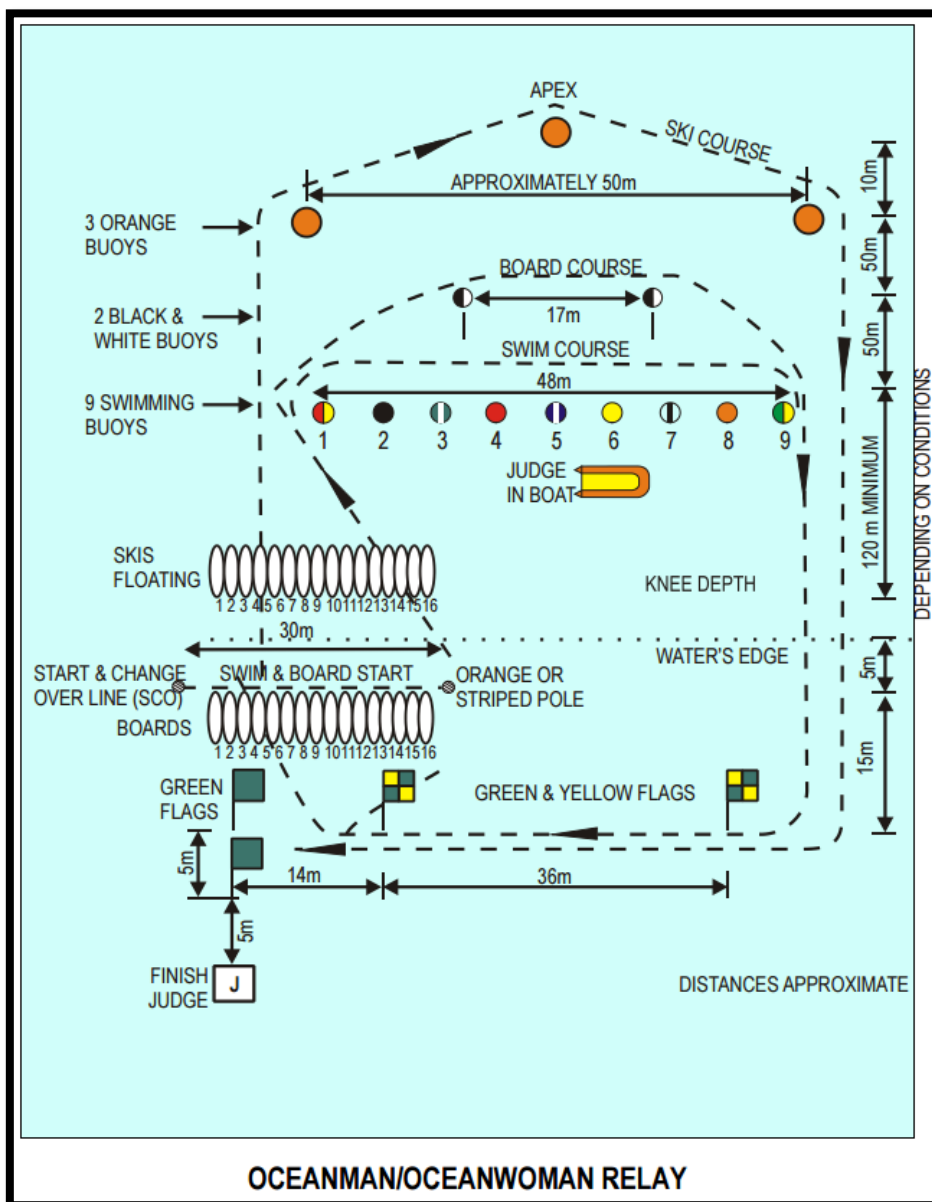 APEX
SKI COURSE
APPROXIMATELY 50m
10m
3 ORANGE
BUOYS
50m
BOARD COURSE
2 BLACK &
WHITE BUOYS
17m
50m
SWIM COURSE
9 SWIMMING
BUOYS
48m
1 2 3 4 5 6 7 8 9
JUDGE
IN BOAT
120 m MINIMUM
DEPENDING ON CONDITIONS
SKIS
FLOATING
KNEE DEPTH
1 2 3 4 5 6 7 8 9 10 11 12 13 14 15 16
30m
WATER'S EDGE
5m
START & CHANGE
OVER LINE (SCO)
SWIM & BOARD START
ORANGE OR
STRIPED POLE
BOARDS
1 2 3 4 5 6 7 8 9 10 11 12 13 14 15 16
15m
GREEN
FLAGS
GREEN & YELLOW FLAGS
5m
14m
36m
5m
FINISH
JUDGE
J
DISTANCES APPROXIMATE
OCEANMAN/OCEANWOMAN RELAY